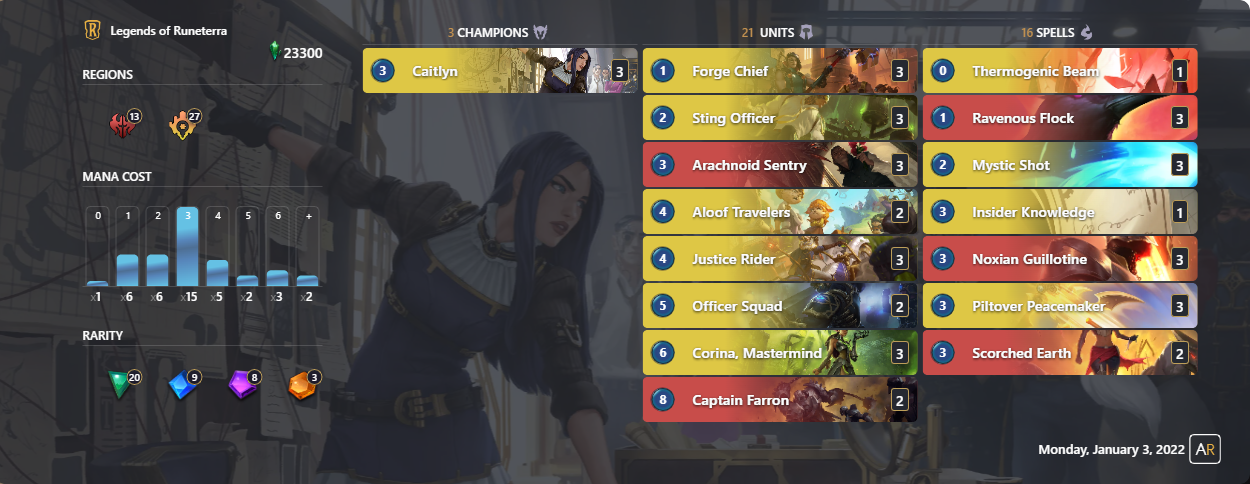 Legends of Runeterra
23300
REGIONS
13
27
MANA COST
0 1 2 3 4 5 6 +
x1 x6 x6 x15 x5 x2 x3 x2
RARITY
20 9 8 3
3 CHAMPIONS
3 Caitlyn 3
21 UNITS
1 Forge Chief 3
2 Sting Officer 3
3 Arachnoid Sentry 3
4 Aloof Travelers 2
4 Justice Rider 3
5 Officer Squad 2
6 Corina, Mastermind 3
8 Captain Farron 2
16 SPELLS
0 Thermogenic Beam 1
1 Ravenous Flock 3
2 Mystic Shot 3
3 Insider Knowledge 1
3 Noxian Guillotine 3
3 Piltover Peacemaker 3
3 Scorched Earth 2
Monday, January 3, 2022 AR